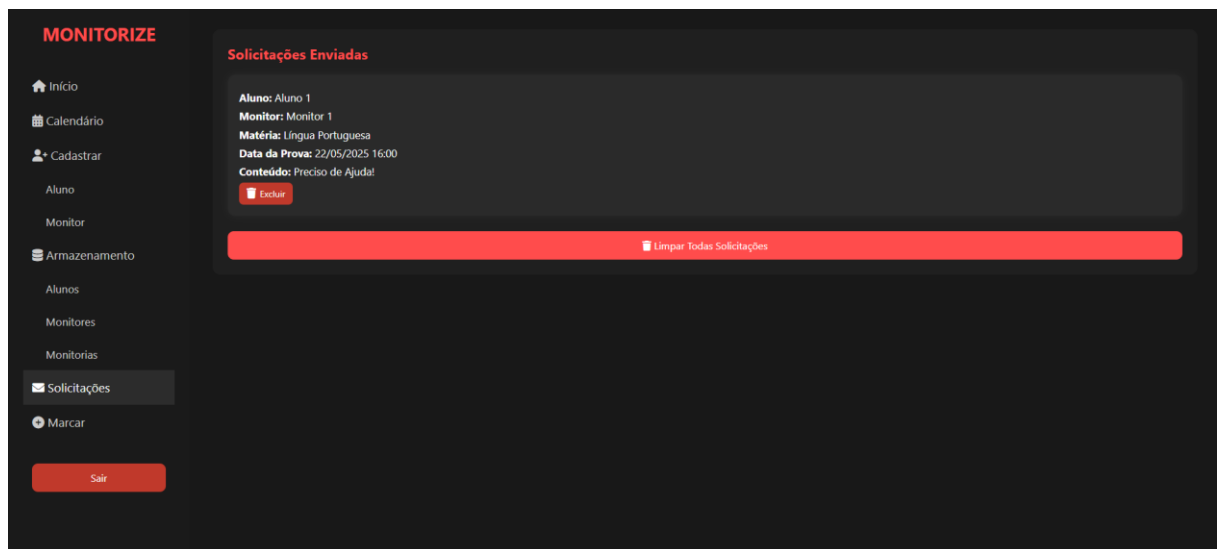 MONITORIZE
Início
Calendário
Cadastrar
Aluno
Monitor
Armazenamento
Alunos
Monitores
Monitorias
Solicitações
Marcar
Sair
Solicitações Enviadas
Aluno: Aluno 1
Monitor: Monitor 1
Matéria: Língua Portuguesa
Data da Prova: 22/05/2025 16:00
Conteúdo: Preciso de Ajuda!
Excluir
Limpar Todas Solicitações